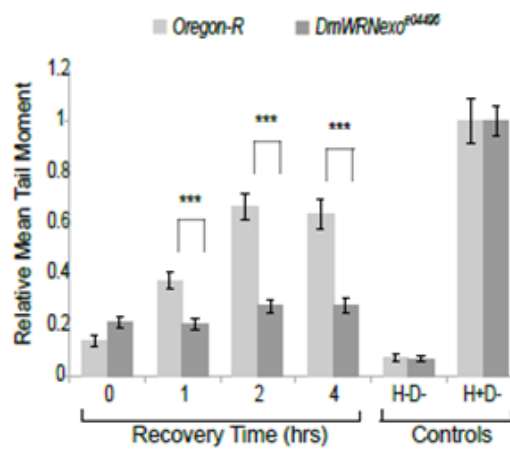 Oregon-R DmWRNexo^e04496
Relative Mean Tail Moment
1.2
1
0.8
0.6
0.4
0.2
0
***
***
***
0 1 2 4 H-D- H+D-
Recovery Time (hrs) Controls